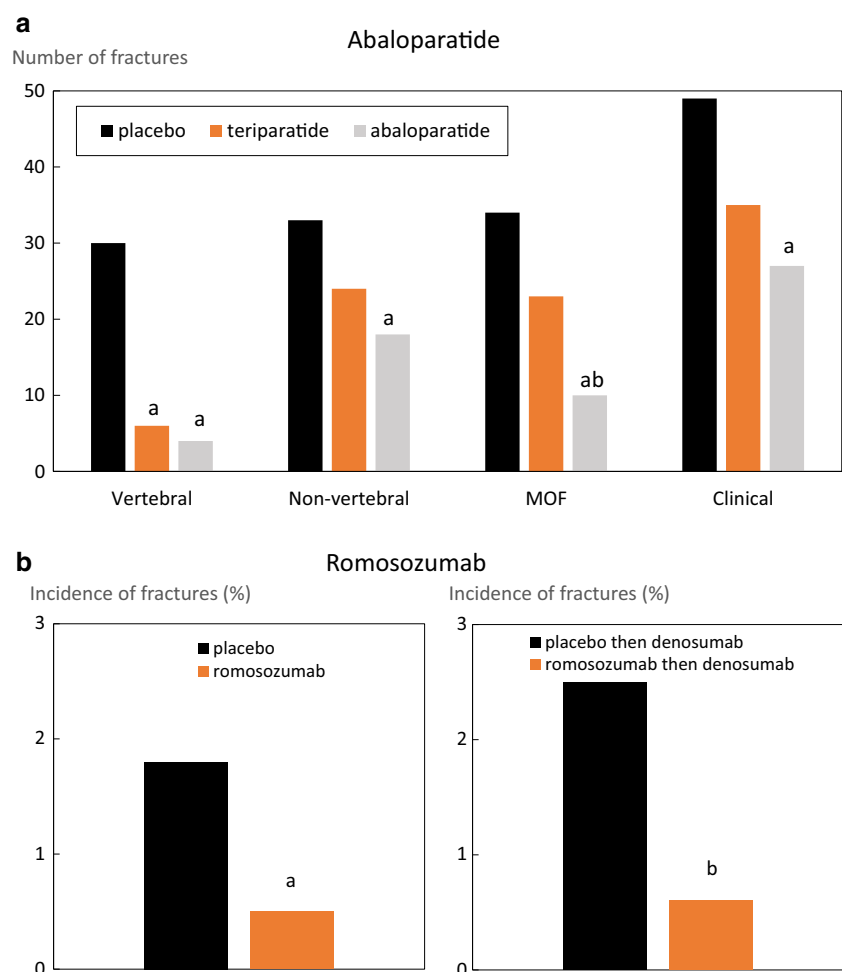 a
Abaloparatide
Number of fractures
50
placebo teriparatide abaloparatide
40
30
20
10
0
a a
a
ab
a
Vertebral Non-vertebral MOF Clinical
b
Romosozumab
Incidence of fractures (%)
3
placebo
romosozumab
2
1
0
a
Incidence of fractures (%)
3
placebo then denosumab
romosozumab then denosumab
2
1
0
b